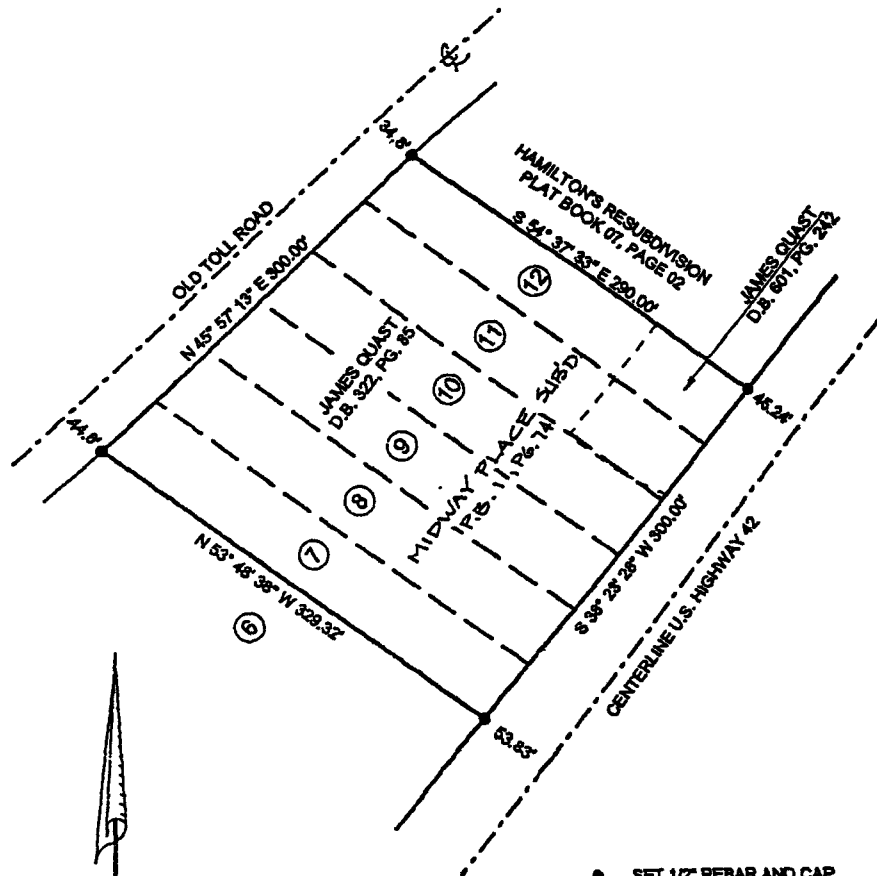 OLD TOLL ROAD
34.8'
HAMILTON'S RESUBDIVISION
PLAT BOOK 07, PAGE 02
S 54° 37' 33" E 290.00'
JAMES QUAST
D.B. 601, PG. 242
N 45° 57' 13" E 300.00'
12
11
10
9
8
7
6
JAMES QUAST
D.B. 322, PG. 85
MIDWAY PLACE SUB'D
(P.B. 11, PG. 74)
44.8'
45.24'
S 38° 23' 28" W 300.00'
N 53° 48' 38" W 329.32'
CENTERLINE U.S. HIGHWAY 42
53.83'
SET 1/2" REBAR AND CAP